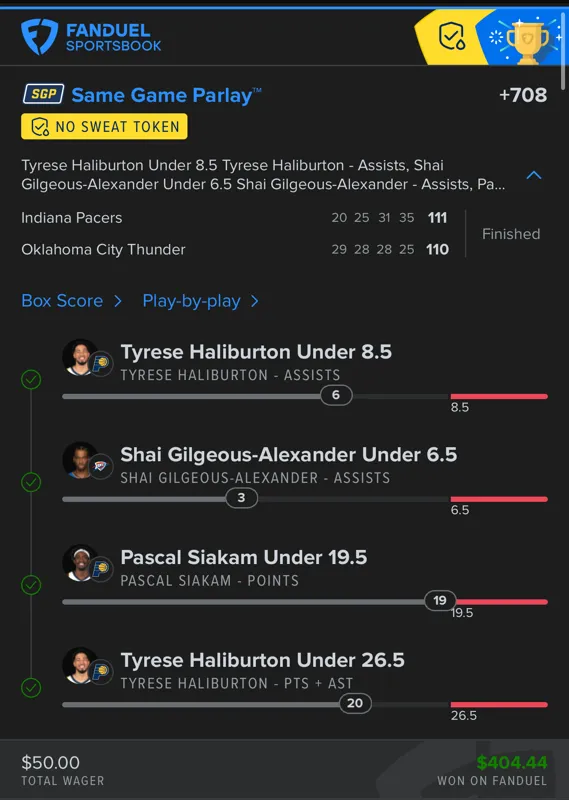 FANDUEL
SPORTSBOOK
SGP Same Game Parlay™ +708
NO SWEAT TOKEN
Tyrese Haliburton Under 8.5 Tyrese Haliburton - Assists, Shai
Gilgeous-Alexander Under 6.5 Shai Gilgeous-Alexander - Assists, Pa...
Indiana Pacers 20 25 31 35 111
Finished
Oklahoma City Thunder 29 28 28 25 110
Box Score > Play-by-play >
Tyrese Haliburton Under 8.5
TYRESE HALIBURTON - ASSISTS
6
8.5
Shai Gilgeous-Alexander Under 6.5
SHAI GILGEOUS-ALEXANDER - ASSISTS
3
6.5
Pascal Siakam Under 19.5
PASCAL SIAKAM - POINTS
19
19.5
Tyrese Haliburton Under 26.5
TYRESE HALIBURTON - PTS + AST
20
26.5
$50.00 $404.44
TOTAL WAGER WON ON FANDUEL